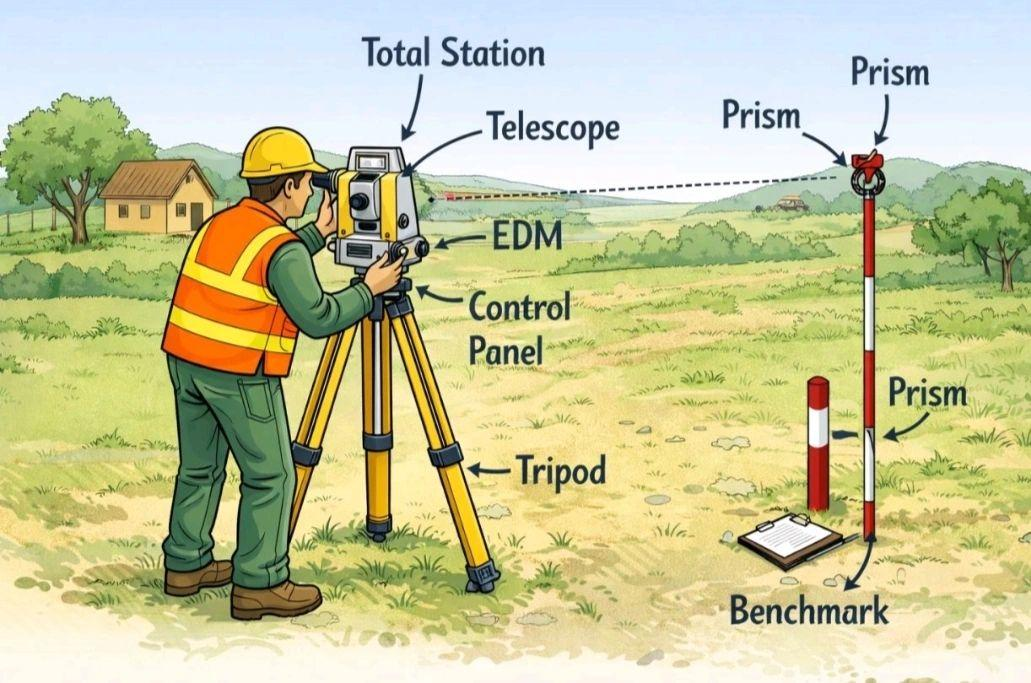 Total Station
Prism
Prism
Telescope
EDM
Control
Panel
Prism
Tripod
Benchmark